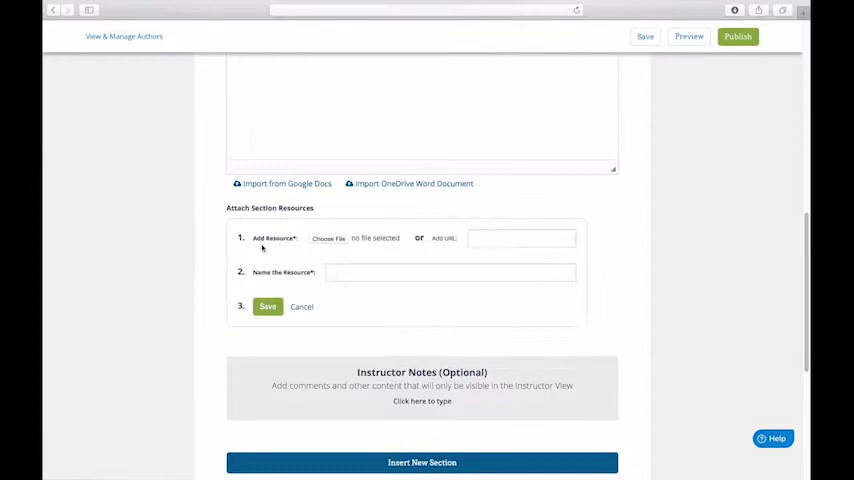 View & Manage Authors
Save
Preview
Publish
Import from Google Docs
Import OneDrive Word Document
Attach Section Resources
1. Add Resource*: Choose File no file selected or Add URL:
2. Name the Resource*:
3. Save Cancel
Instructor Notes (Optional)
Add comments and other content that will only be visible in the Instructor View
Click here to type
Help
Insert New Section